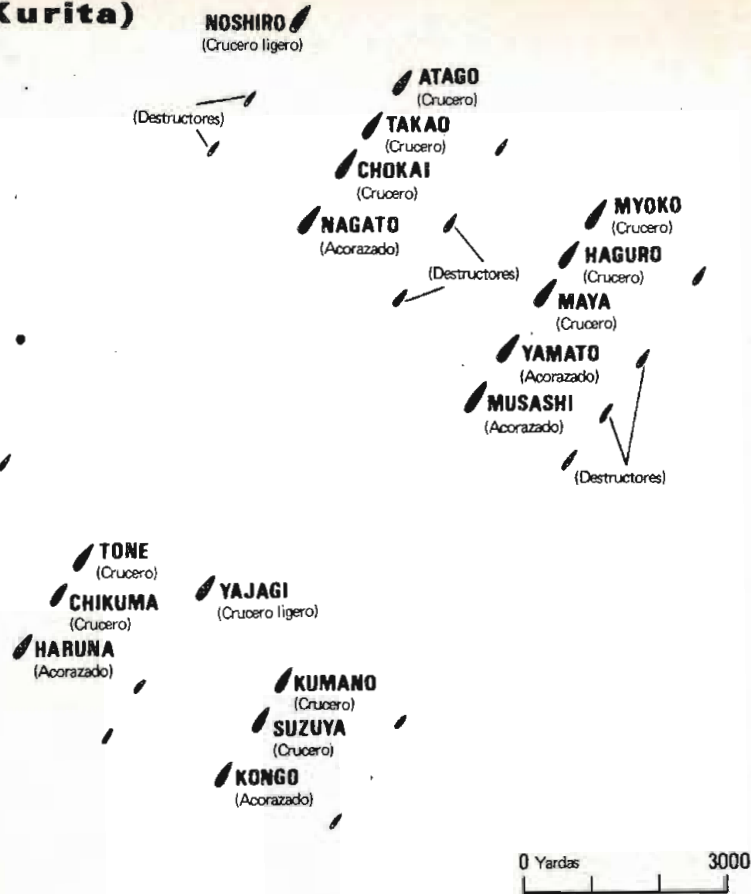 Kurita)
NOSHIRO
(Crucero ligero)
(Destructores)
ATAGO
(Crucero)
TAKAO
(Crucero)
CHOKAI
(Crucero)
NAGATO
(Acorazado)
(Destructores)
MYOKO
(Crucero)
HAGURO
(Crucero)
MAYA
(Crucero)
YAMATO
(Acorazado)
MUSASHI
(Acorazado)
(Destructores)
TONE
(Crucero)
CHIKUMA
(Crucero)
HARUNA
(Acorazado)
YAJAGI
(Crucero ligero)
KUMANO
(Crucero)
SUZUYA
(Crucero)
KONGO
(Acorazado)
0 Yardas 3000